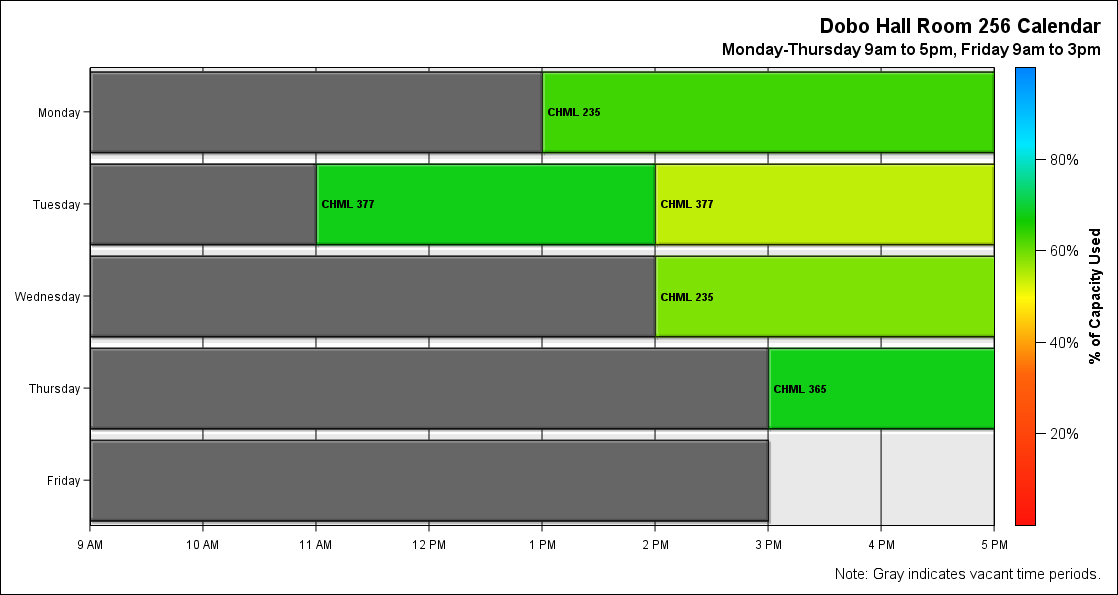 Dobo Hall Room 256 Calendar
Monday-Thursday 9am to 5pm, Friday 9am to 3pm
Monday
CHML 235
Tuesday
CHML 377
CHML 377
Wednesday
CHML 235
Thursday
CHML 365
Friday
9 AM
10 AM
11 AM
12 PM
1 PM
2 PM
3 PM
4 PM
5 PM
80%
60%
40%
20%
% of Capacity Used
Note: Gray indicates vacant time periods.